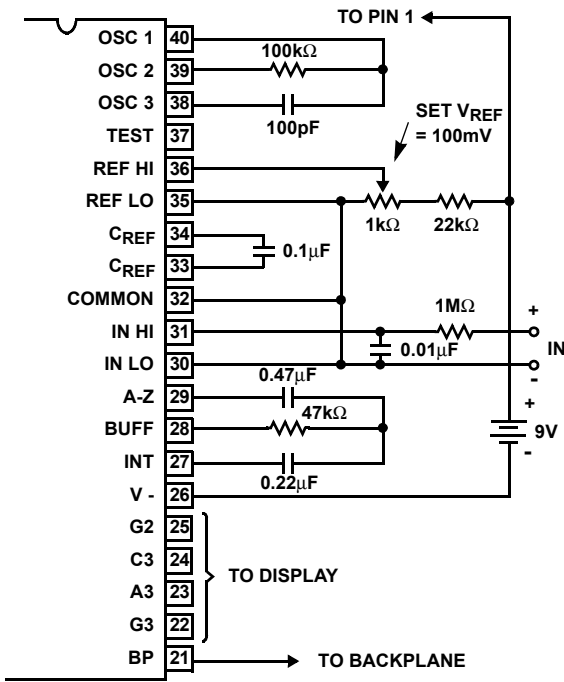 TO PIN 1
OSC 1 40
100kΩ
OSC 2 39
OSC 3 38
100pF
SET VREF
= 100mV
TEST 37
REF HI 36
REF LO 35
1kΩ 22kΩ
CREF 34
0.1µF
CREF 33
COMMON 32
1MΩ +
IN HI 31
0.01µF IN
IN LO 30
-
0.47µF
A-Z 29
+
47kΩ
BUFF 28
9V
-
INT 27
0.22µF
V - 26
G2 25
C3 24
TO DISPLAY
A3 23
G3 22
BP 21 TO BACKPLANE